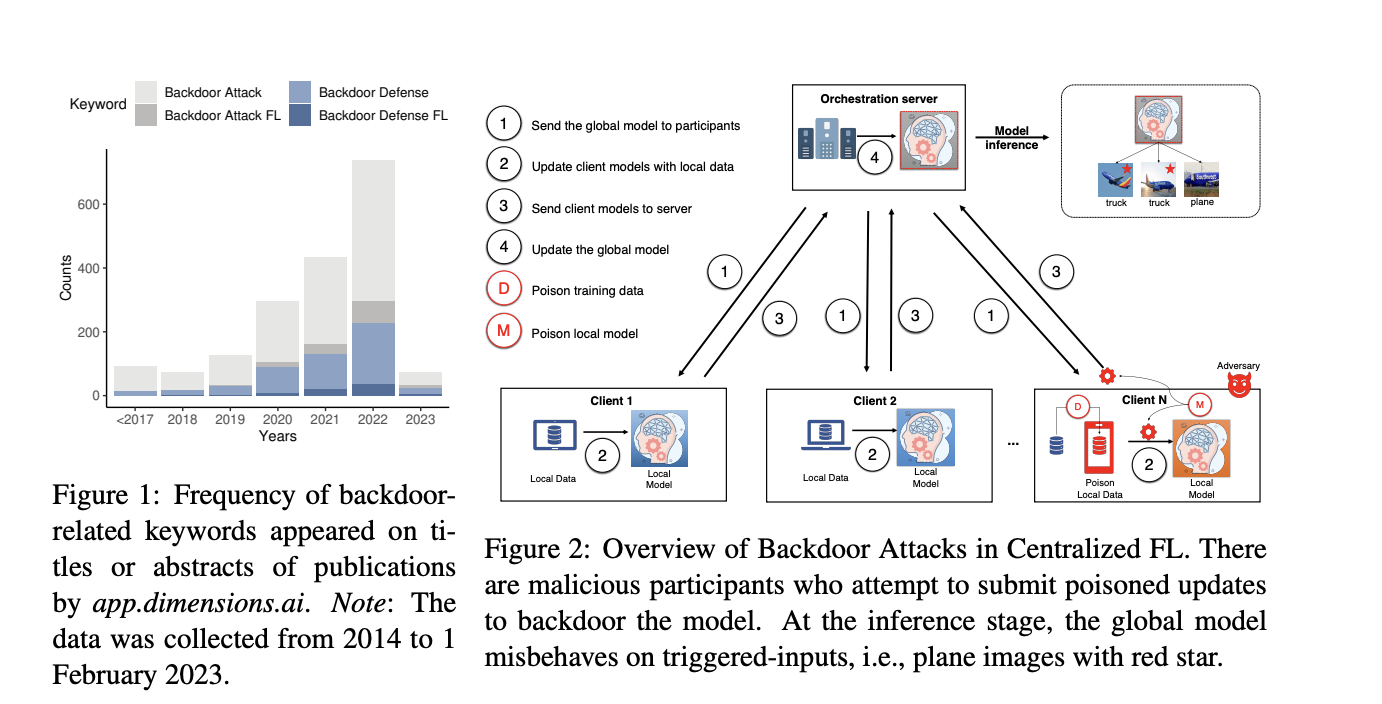 Keyword
Backdoor Attack
Backdoor Defense
Backdoor Attack FL
Backdoor Defense FL
Counts
600
400
200
0
<2017 2018 2019 2020 2021 2022 2023
Years
Figure 1: Frequency of backdoor-
related keywords appeared on ti-
tles or abstracts of publications
by app.dimensions.ai. Note: The
data was collected from 2014 to 1
February 2023.
1 Send the global model to participants
2 Update client models with local data
3 Send client models to server
4 Update the global model
D Poison training data
M Poison local model
Orchestration server
4
Model
inference
truck truck plane
Southwest
1
3
1
3
1
3
Client 1
2
Local Data
Local
Model
Client 2
2
Local Data
Local
Model
...
Adversary
Client N
D
M
2
Poison
Local Data
Local
Model
Figure 2: Overview of Backdoor Attacks in Centralized FL. There
are malicious participants who attempt to submit poisoned updates
to backdoor the model. At the inference stage, the global model
misbehaves on triggered-inputs, i.e., plane images with red star.